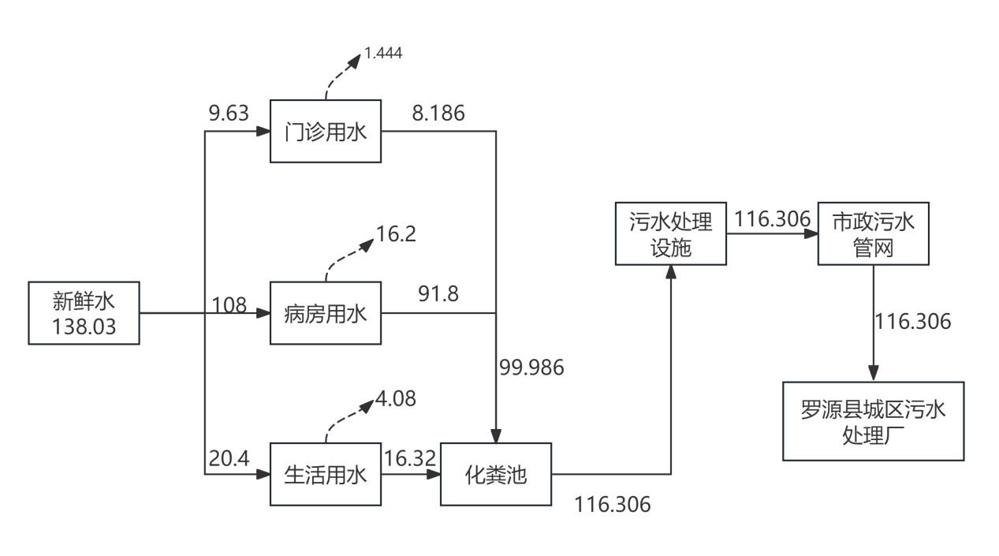 1.444
9.63
门诊用水
8.186
16.2
新鲜水
138.03
108
病房用水
91.8
99.986
4.08
20.4
生活用水
16.32
化粪池
116.306
污水处理
设施
116.306
市政污水
管网
116.306
罗源县城区污水
处理厂